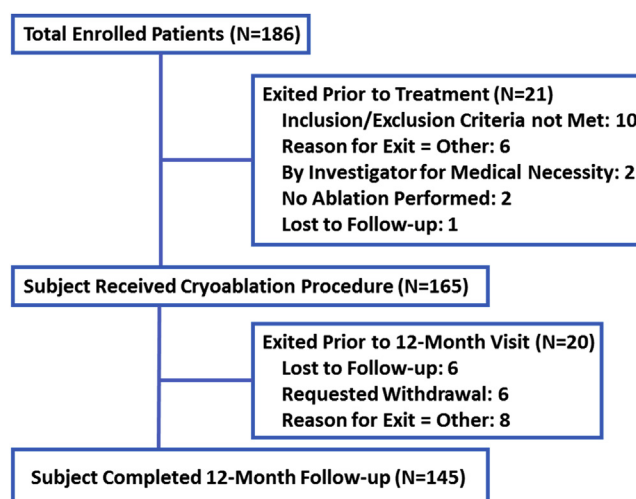 Total Enrolled Patients (N=186)
Exited Prior to Treatment (N=21)
Inclusion/Exclusion Criteria not Met: 10
Reason for Exit = Other: 6
By Investigator for Medical Necessity: 2
No Ablation Performed: 2
Lost to Follow-up: 1
Subject Received Cryoablation Procedure (N=165)
Exited Prior to 12-Month Visit (N=20)
Lost to Follow-up: 6
Requested Withdrawal: 6
Reason for Exit = Other: 8
Subject Completed 12-Month Follow-up (N=145)